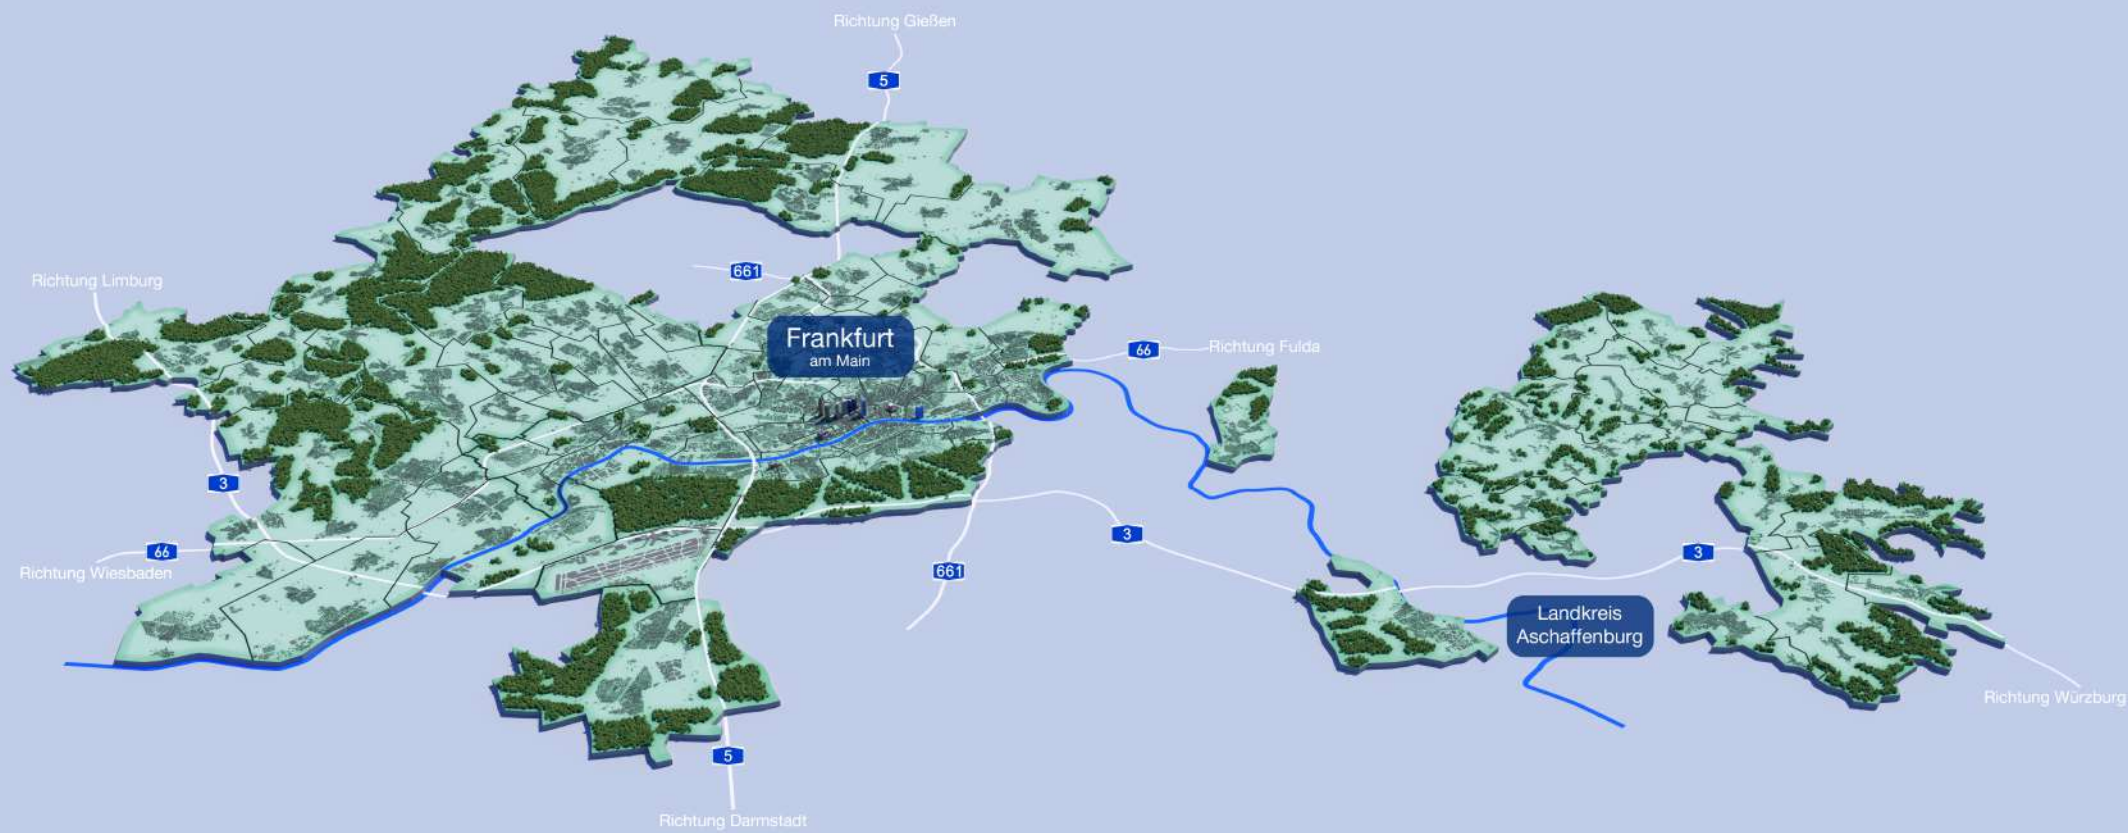 Richtung Gießen
5
661
Richtung Limburg
Frankfurt
am Main
66
Richtung Fulda
3
66
Richtung Wiesbaden
3
661
3
Landkreis
Aschaffenburg
Richtung Würzburg
5
Richtung Darmstadt